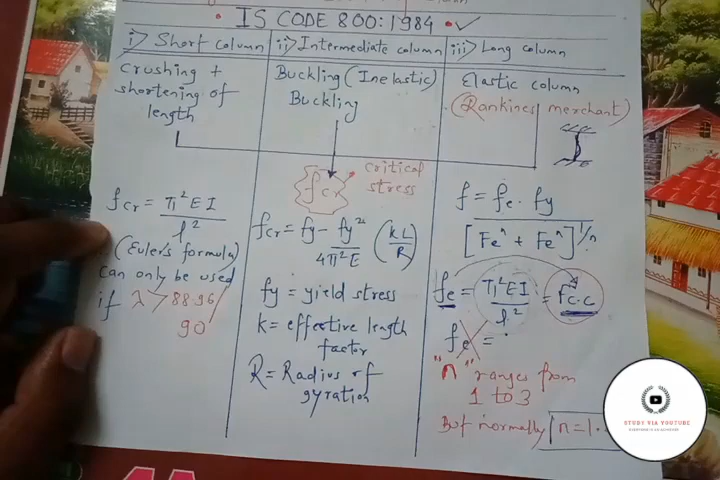 • IS CODE 800:1984 • ✓
i) Short column
Crushing +
shortening of
length
ii) Intermediate column
Buckling (Inelastic)
Buckling
iii) Long column
Elastic column
(Rankines merchant)
fcr
critical
stress
fcr = π²EI / l²
(Euler's formula)
can only be used
if λ > 88.96/
90
fcr = fy - fy² / 4π²E (kL/R)
fy = yield stress
k = effective length
factor
R = Radius of
gyration
f = fe . fy
[Fe^n + Fe^n]^1/n
fe = π²EI / l² = fc.c
fe =
"n" ranges from
1 to 3
But normally n = 1.
STUDY VIA YOUTUBE